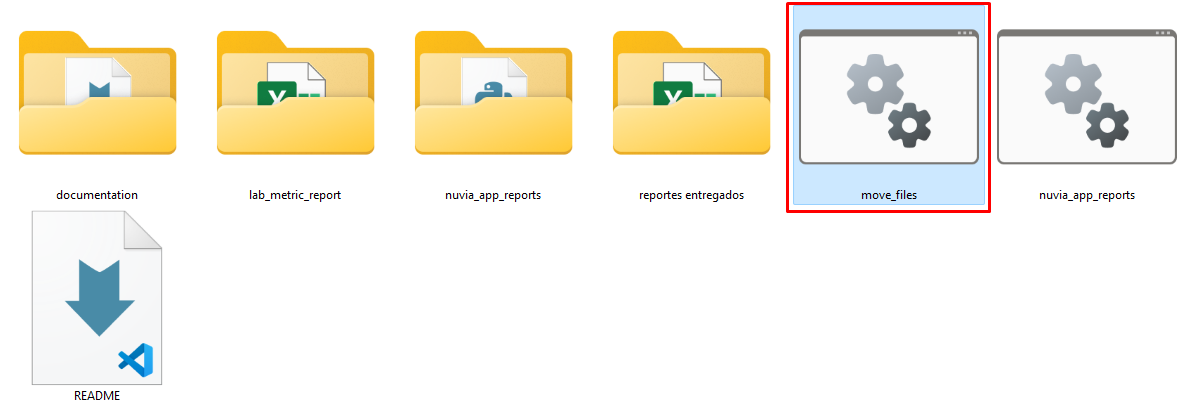 documentation
lab_metric_report
nuvia_app_reports
reportes entregados
move_files
nuvia_app_reports
README